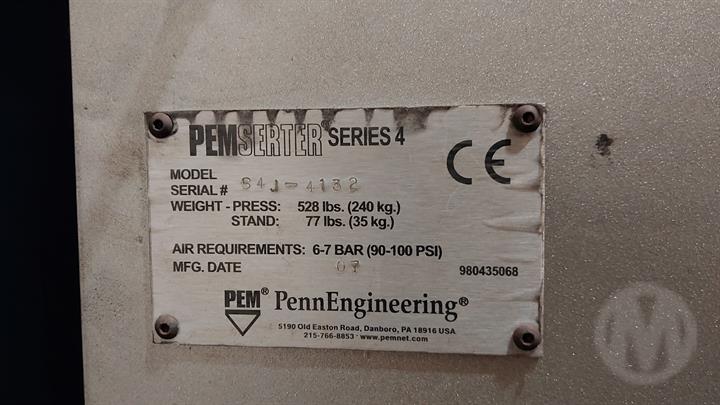 PEMSERTER® SERIES 4
CE
MODEL
SERIAL # S4J-4132
WEIGHT - PRESS: 528 lbs. (240 kg.)
STAND: 77 lbs. (35 kg.)
AIR REQUIREMENTS: 6-7 BAR (90-100 PSI)
MFG. DATE 07 980435068
PEM® PennEngineering®
5190 Old Easton Road, Danboro, PA 18916 USA
215-766-8853 www.pemnet.com
M